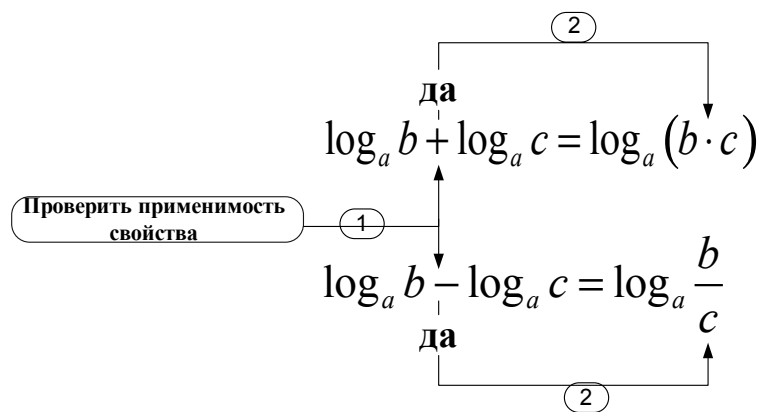 2
да
log_a b + log_a c = log_a (b · c)
Проверить применимость
свойства
1
log_a b − log_a c = log_a b/c
да
2